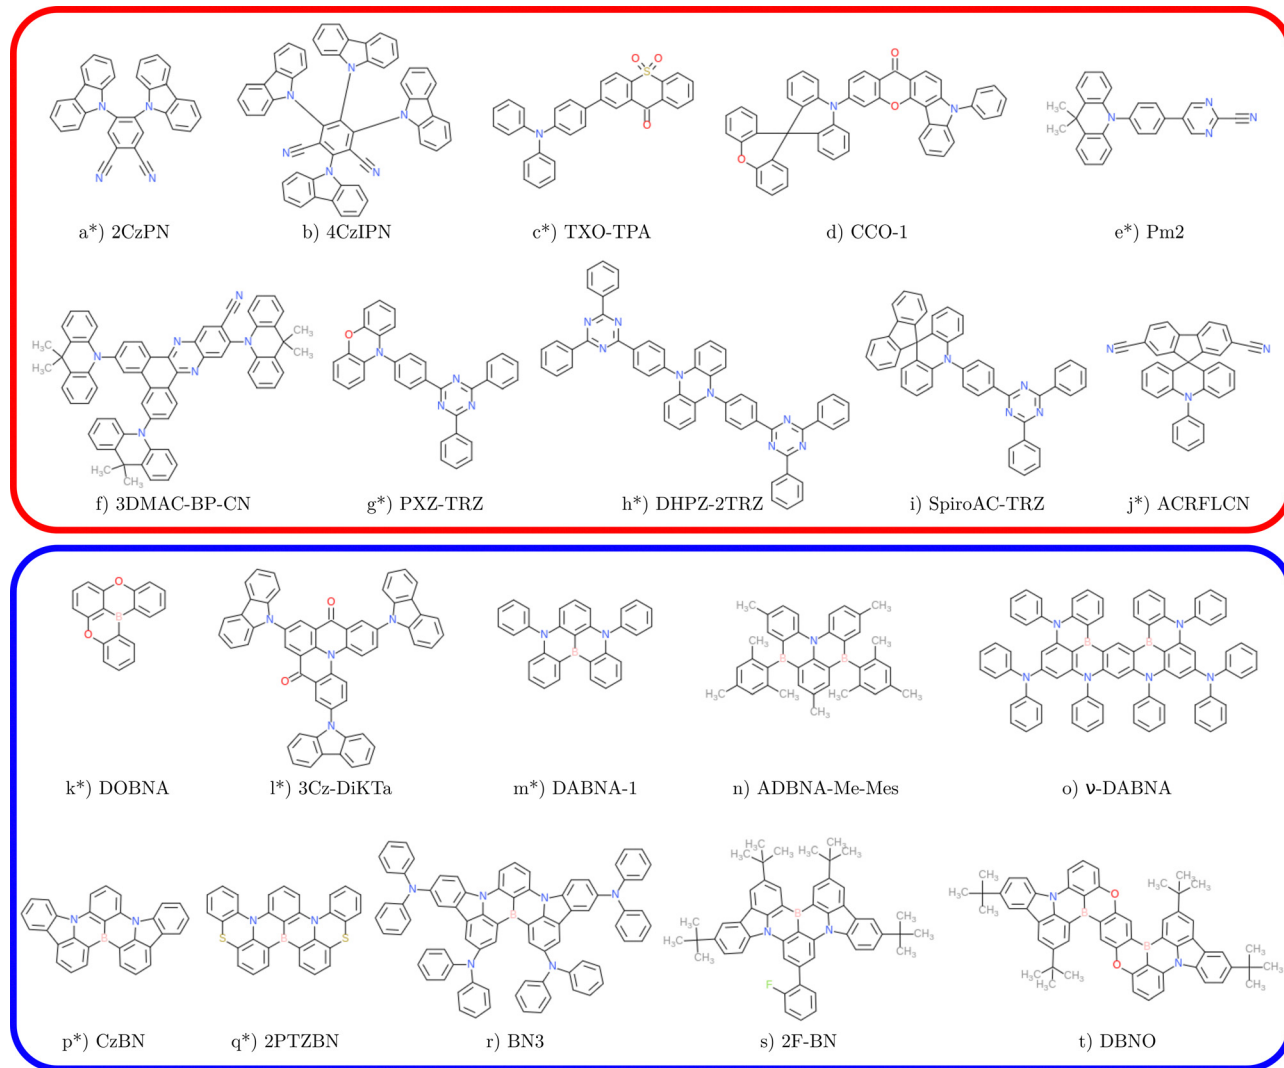 a*) 2CzPN
b) 4CzIPN
c*) TXO-TPA
d) CCO-1
e*) Pm2
f) 3DMAC-BP-CN
g*) PXZ-TRZ
h*) DHPZ-2TRZ
i) SpiroAC-TRZ
j*) ACRFLCN
k*) DOBNA
l*) 3Cz-DiKTa
m*) DABNA-1
n) ADBNA-Me-Mes
o) ν-DABNA
p*) CzBN
q*) 2PTZBN
r) BN3
s) 2F-BN
t) DBNO